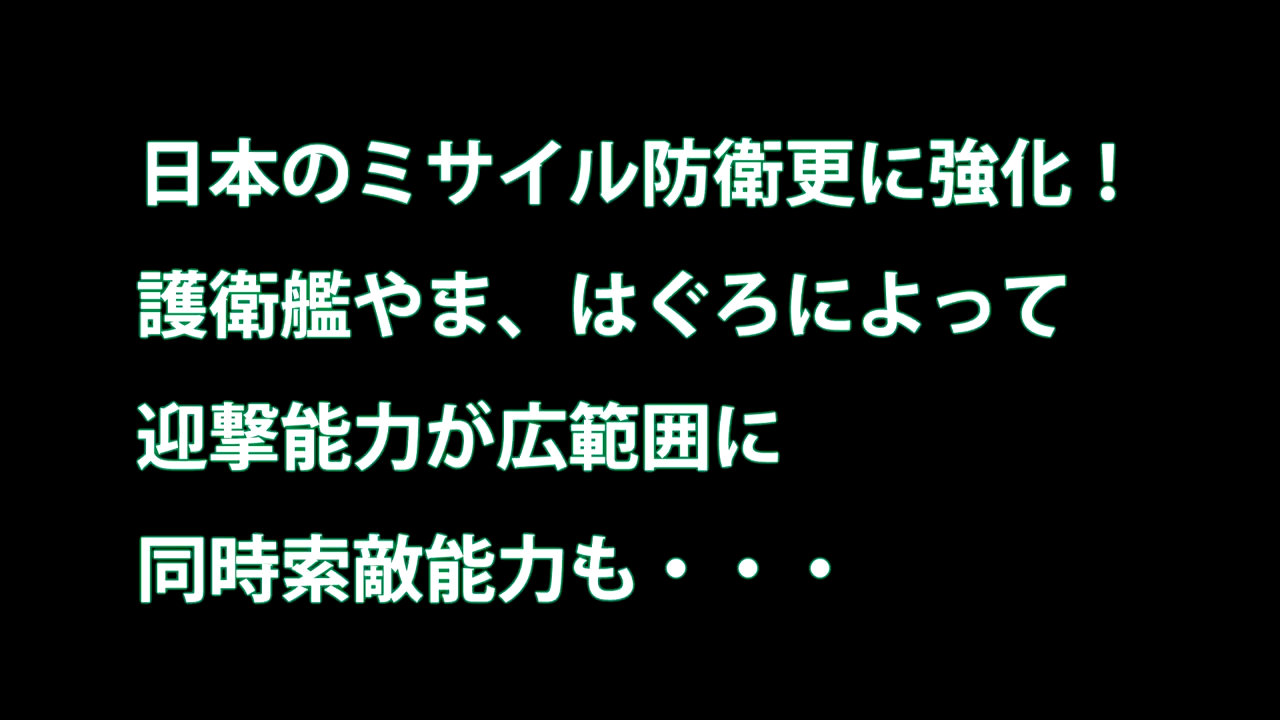 日本のミサイル防衛更に強化！
護衛艦やま、はぐろによって
迎撃能力が広範囲に
同時索敵能力も・・・